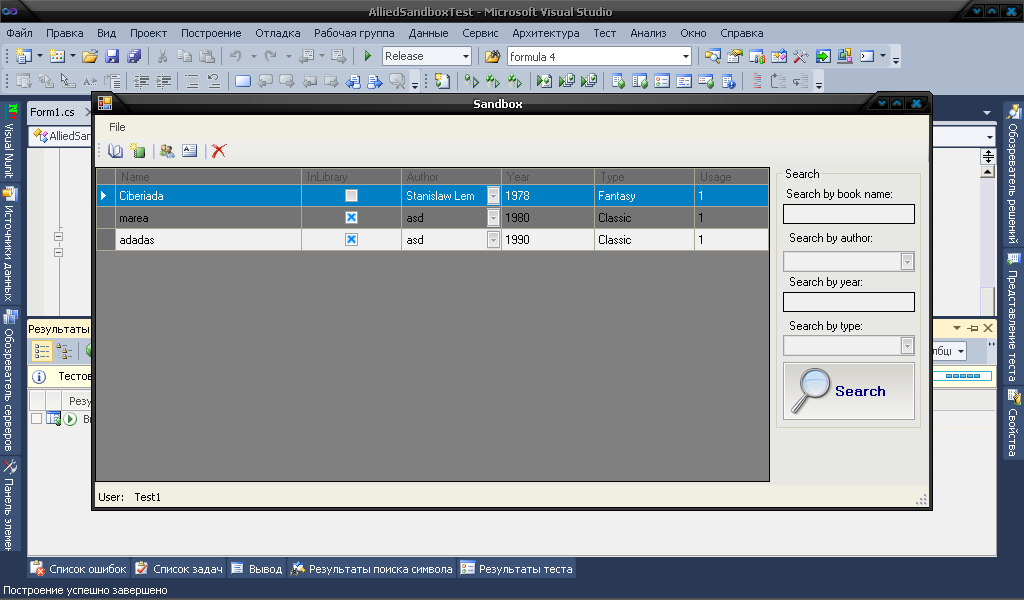 AlliedSandboxTest - Microsoft Visual Studio
Файл Правка Вид Проект Построение Отладка Рабочая группа Данные Сервис Архитектура Тест Анализ Окно Справка
Release formula 4
Form1.cs
AlliedSan
Visual Nunit
Источники данных
Обозреватель серверов
Панель элемен
Sandbox
File
Name InLibrary Author Year Type Usage
Ciberiada Stanislaw Lem 1978 Fantasy 1
marea asd 1980 Classic 1
adadas asd 1990 Classic 1
Search
Search by book name:
Search by author:
Search by year:
Search by type:
Search
User: Test1
Результаты
Тестов
Резу
Обозреватель решений
Представление теста
Свойства
Список ошибок Список задач Вывод Результаты поиска символа Результаты теста
Построение успешно завершено